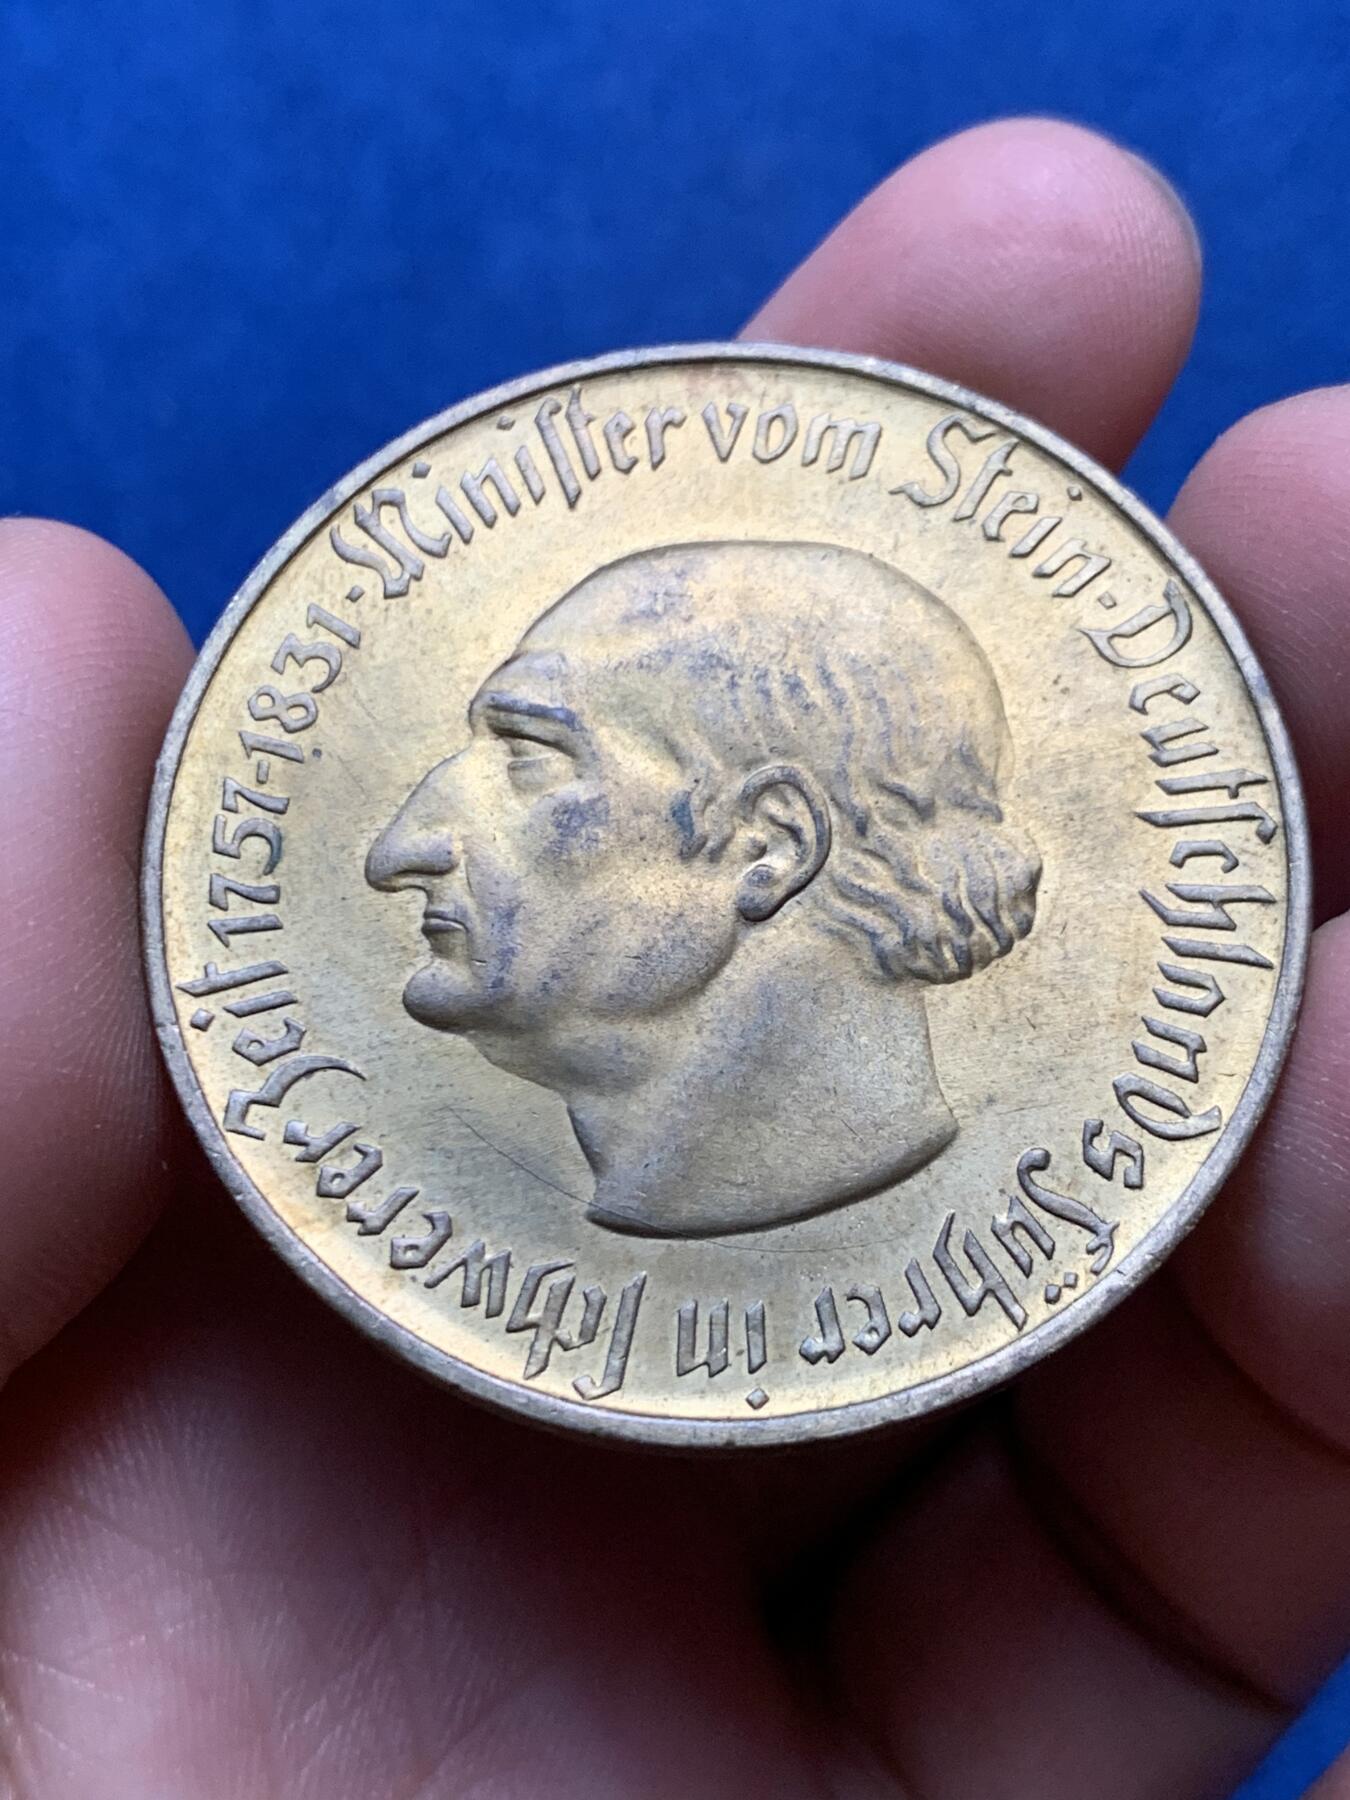 Minister vom Stein · Deutschlands Führer in schwerer Zeit 1757-1831 ·